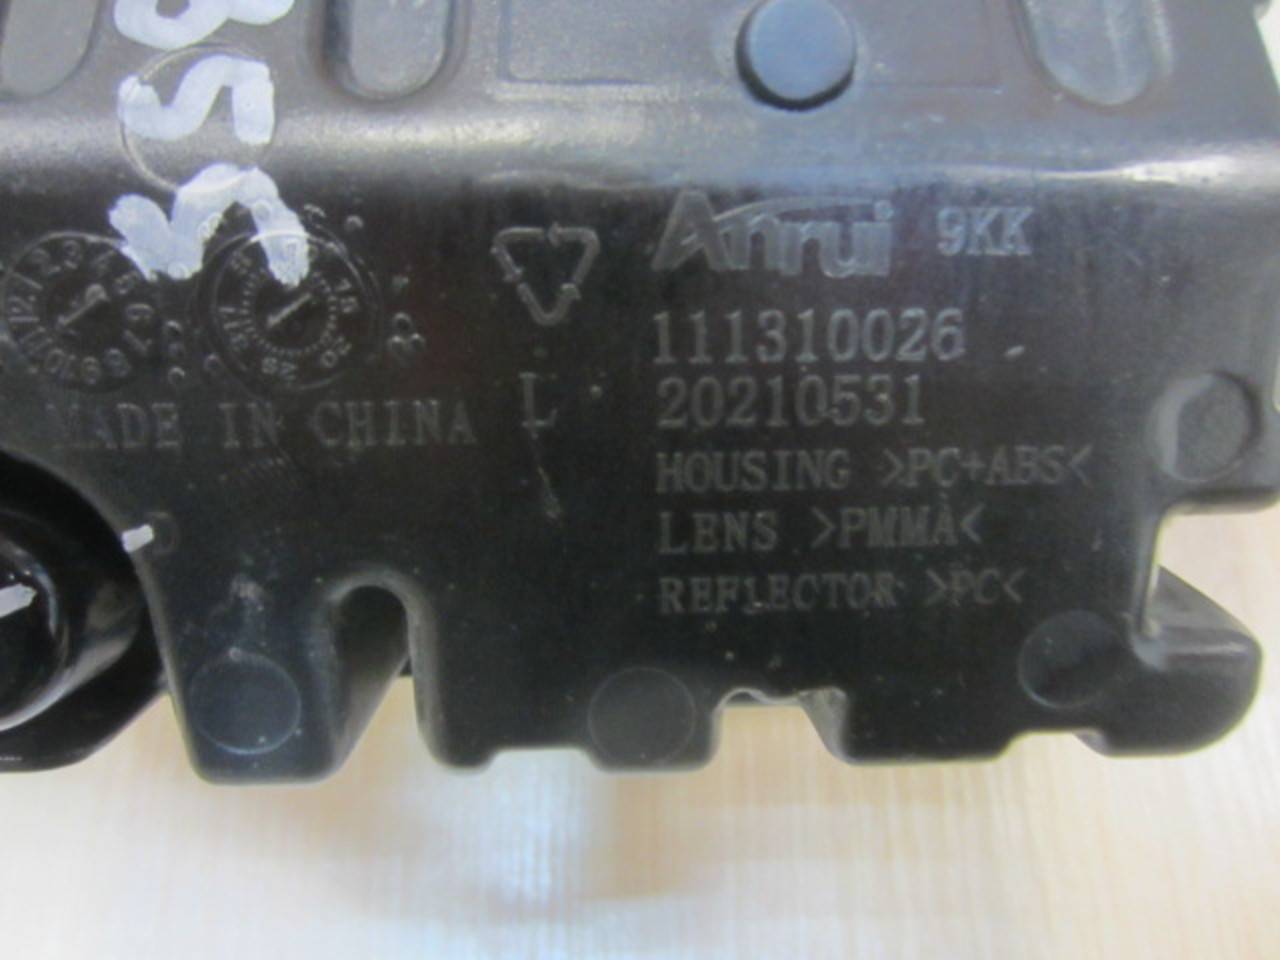 Anrui 9KK
111310026
20210531
MADE IN CHINA L
HOUSING >PC+ABS<
LENS >PMMA<
REFLECTOR >PC<